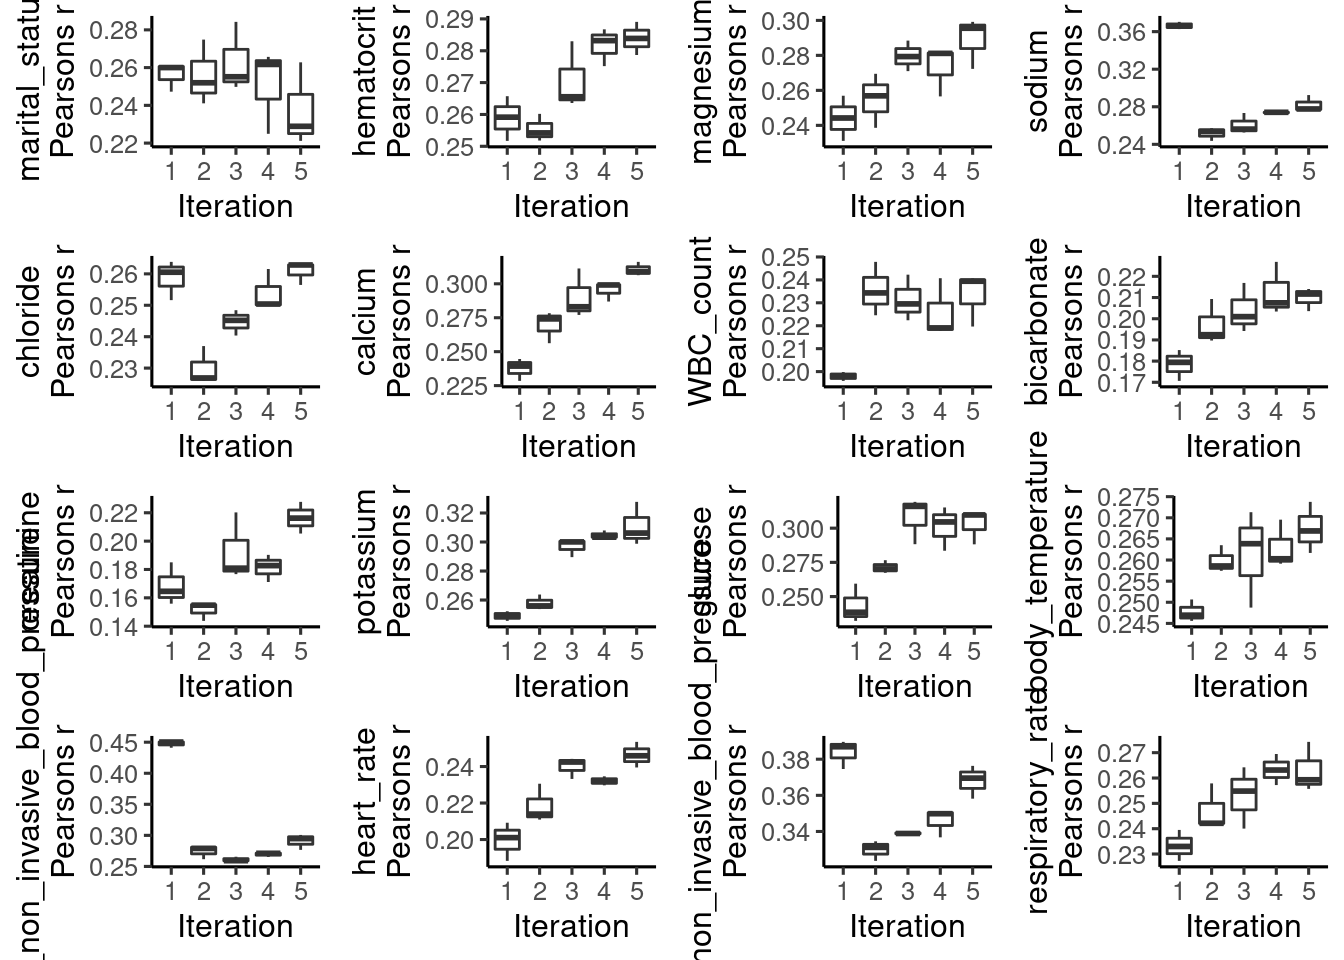 marital_statu
Pearsons r
0.28
0.26
0.24
0.22
1 2 3 4 5
Iteration
hematocrit
Pearsons r
0.29
0.28
0.27
0.26
0.25
1 2 3 4 5
Iteration
magnesium
Pearsons r
0.30
0.28
0.26
0.24
1 2 3 4 5
Iteration
sodium
Pearsons r
0.36
0.32
0.28
0.24
1 2 3 4 5
Iteration
chloride
Pearsons r
0.26
0.25
0.24
0.23
1 2 3 4 5
Iteration
calcium
Pearsons r
0.300
0.275
0.250
0.225
1 2 3 4 5
Iteration
WBC_count
Pearsons r
0.25
0.24
0.23
0.22
0.21
0.20
1 2 3 4 5
Iteration
bicarbonate
Pearsons r
0.22
0.21
0.20
0.19
0.18
0.17
1 2 3 4 5
Iteration
Pearsons r
0.22
0.20
0.18
0.16
0.14
1 2 3 4 5
Iteration
potassium
Pearsons r
0.32
0.30
0.28
0.26
1 2 3 4 5
Iteration
Pearsons r
0.300
0.275
0.250
1 2 3 4 5
Iteration
body_temperature
Pearsons r
0.275
0.270
0.265
0.260
0.255
0.250
0.245
1 2 3 4 5
Iteration
_non_invasive_blood_pressure
Pearsons r
0.45
0.40
0.35
0.30
0.25
1 2 3 4 5
Iteration
heart_rate
Pearsons r
0.24
0.22
0.20
1 2 3 4 5
Iteration
non_invasive_blood_pressure
Pearsons r
0.38
0.36
0.34
1 2 3 4 5
Iteration
respiratory_rate
Pearsons r
0.27
0.26
0.25
0.24
0.23
1 2 3 4 5
Iteration